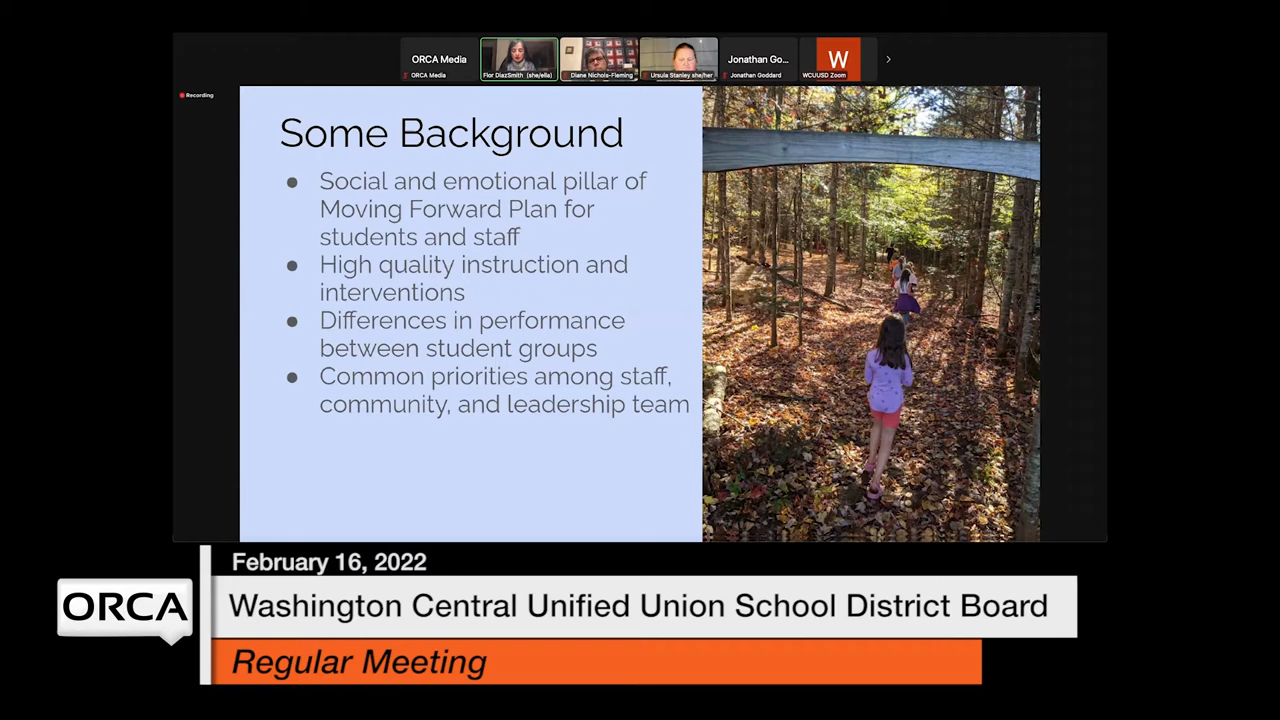 ORCA Media
Jonathan Go...
W
ORCA Media
Flor DiazSmith (she/ella)
Diane Nichols-Fleming
Ursula Stanley she/her
Jonathan Goddard
WCUUSD Zoom
Recording
Some Background
● Social and emotional pillar of
Moving Forward Plan for
students and staff
● High quality instruction and
interventions
● Differences in performance
between student groups
● Common priorities among staff,
community, and leadership team
February 16, 2022
ORCA
Washington Central Unified Union School District Board
Regular Meeting